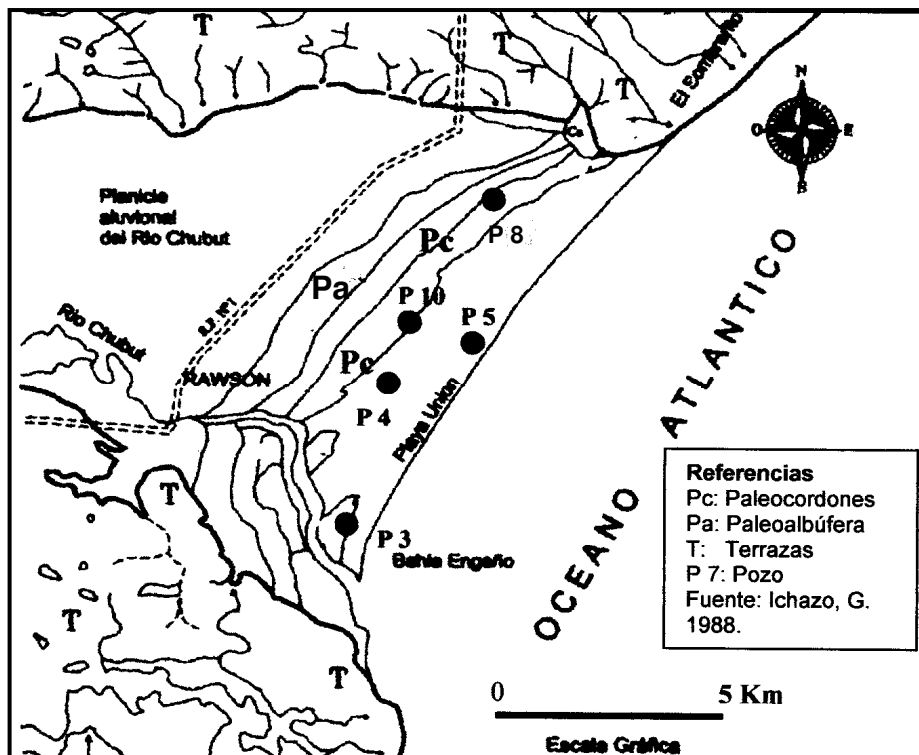 T
T
T
El Sombrerito
N
O
E
S
Ca
Planicie
aluvional
del Río Chubut
P 8
Pc
Pa
P 10
P 5
Río Chubut
R.P. Nº1
Pc
RAWSON
P 4
Playa Unión
OCEANO ATLANTICO
T
P 3
Bahía Engaño
T
T
Referencias
Pc: Paleocordones
Pa: Paleoalbúfera
T: Terrazas
P 7: Pozo
Fuente: Ichazo, G.
1988.
0 5 Km
Escala Gráfica